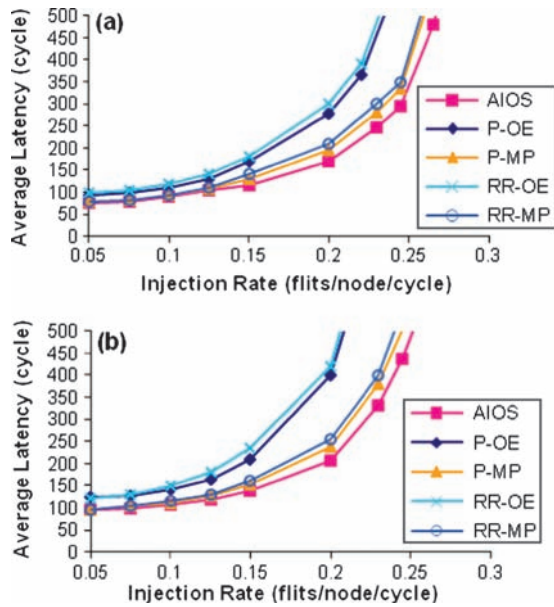 (a)
Average Latency (cycle)
500
450
400
350
300
250
200
150
100
50
0
0.05 0.1 0.15 0.2 0.25 0.3
Injection Rate (flits/node/cycle)
AIOS
P-OE
P-MP
RR-OE
RR-MP
(b)
Average Latency (cycle)
500
450
400
350
300
250
200
150
100
50
0
0.05 0.1 0.15 0.2 0.25 0.3
Injection Rate (flits/node/cycle)
AIOS
P-OE
P-MP
RR-OE
RR-MP